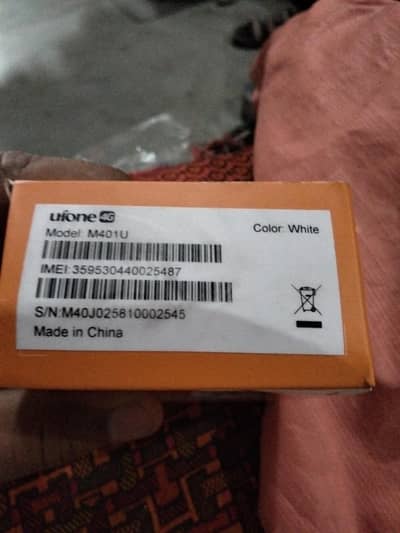 ufone 4G
Model: M401U
Color: White
IMEI:359530440025487
S/N:M40J025610002545
Made in China